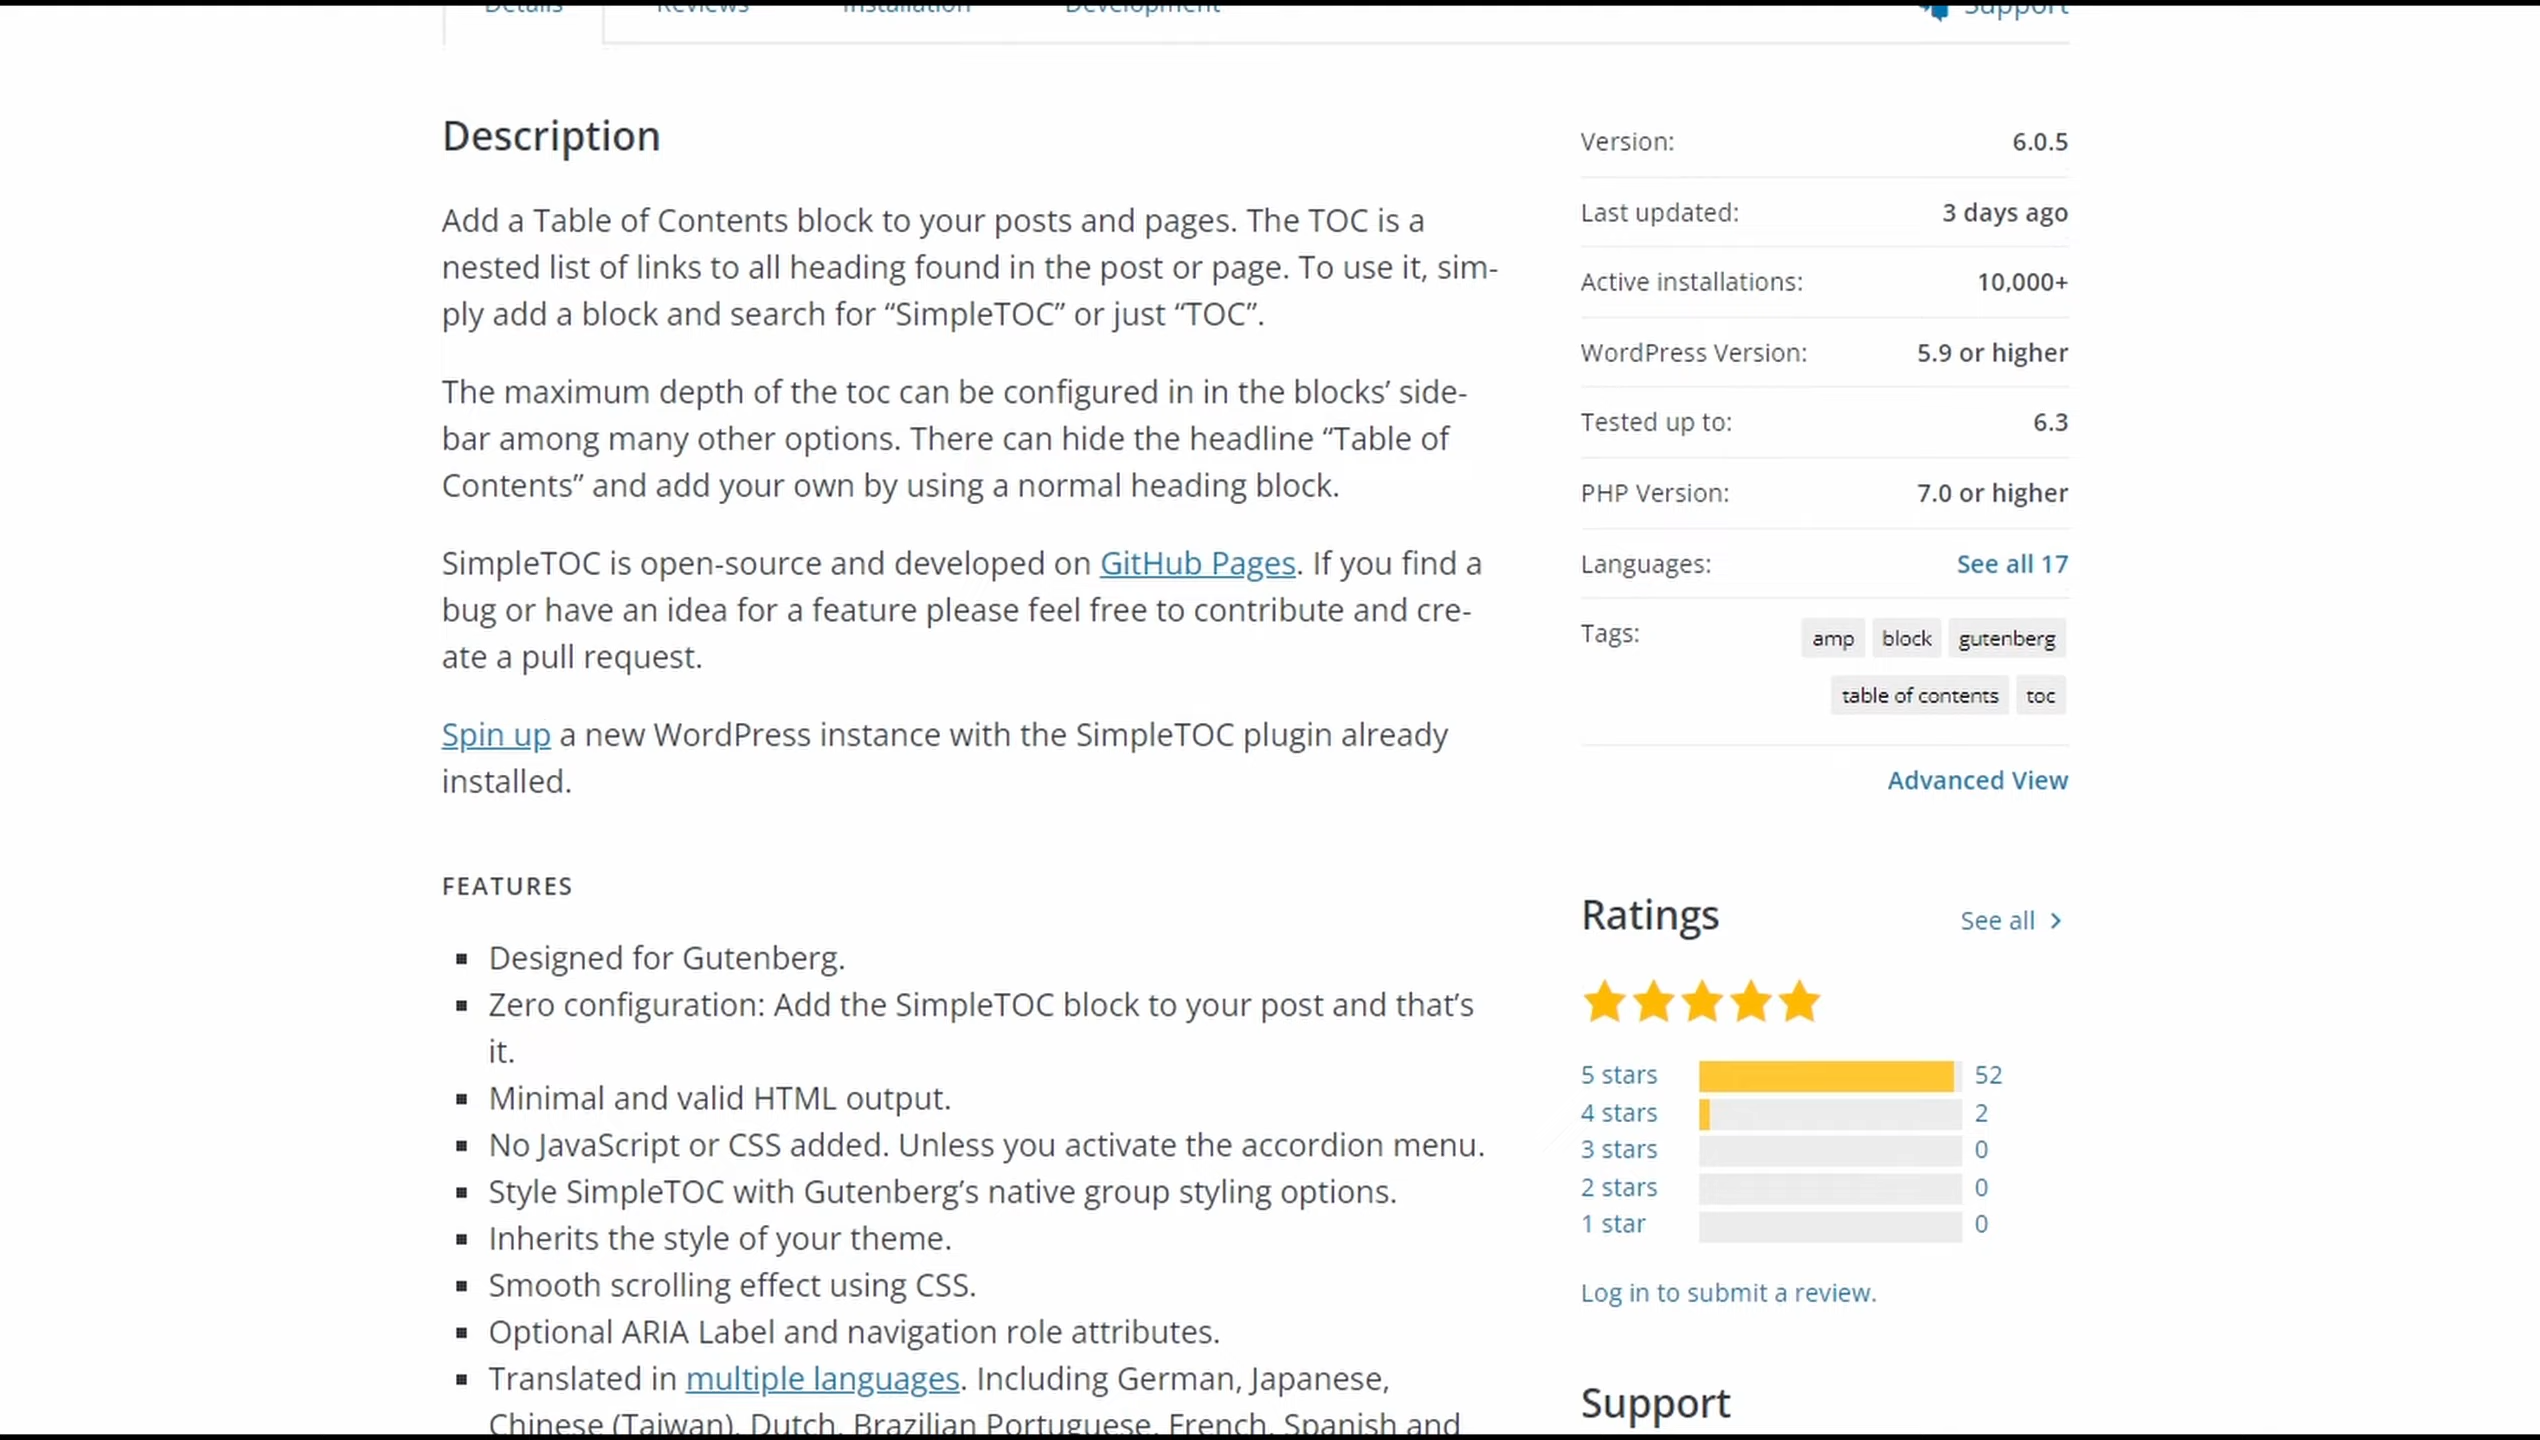 Details Reviews Installation Development Support
Description
Add a Table of Contents block to your posts and pages. The TOC is a
nested list of links to all heading found in the post or page. To use it, sim-
ply add a block and search for “SimpleTOC” or just “TOC”.
The maximum depth of the toc can be configured in in the blocks’ side-
bar among many other options. There can hide the headline “Table of
Contents” and add your own by using a normal heading block.
SimpleTOC is open-source and developed on GitHub Pages. If you find a
bug or have an idea for a feature please feel free to contribute and cre-
ate a pull request.
Spin up a new WordPress instance with the SimpleTOC plugin already
installed.
FEATURES
▪ Designed for Gutenberg.
▪ Zero configuration: Add the SimpleTOC block to your post and that’s
it.
▪ Minimal and valid HTML output.
▪ No JavaScript or CSS added. Unless you activate the accordion menu.
▪ Style SimpleTOC with Gutenberg’s native group styling options.
▪ Inherits the style of your theme.
▪ Smooth scrolling effect using CSS.
▪ Optional ARIA Label and navigation role attributes.
▪ Translated in multiple languages. Including German, Japanese,
Chinese (Taiwan), Dutch, Brazilian Portuguese, French, Spanish and
Version: 6.0.5
Last updated: 3 days ago
Active installations: 10,000+
WordPress Version: 5.9 or higher
Tested up to: 6.3
PHP Version: 7.0 or higher
Languages: See all 17
Tags: amp block gutenberg
table of contents toc
Advanced View
Ratings See all
5 stars 52
4 stars 2
3 stars 0
2 stars 0
1 star 0
Log in to submit a review.
Support